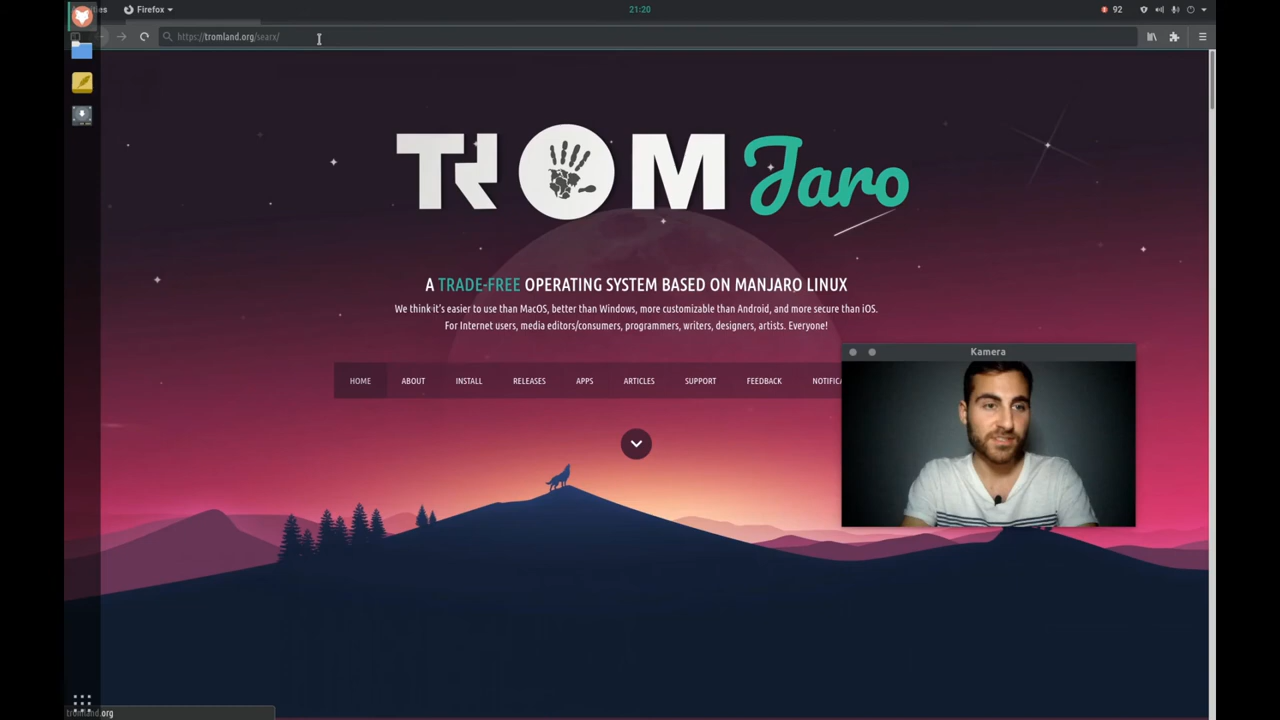 Firefox
21:20
92
https://tromland.org/searx/
TROM Jaro
A TRADE-FREE OPERATING SYSTEM BASED ON MANJARO LINUX
We think it's easier to use than MacOS, better than Windows, more customizable than Android, and more secure than iOS.
For Internet users, media editors/consumers, programmers, writers, designers, artists. Everyone!
Kamera
HOME ABOUT INSTALL RELEASES APPS ARTICLES SUPPORT FEEDBACK NOTIFICA
tromland.org